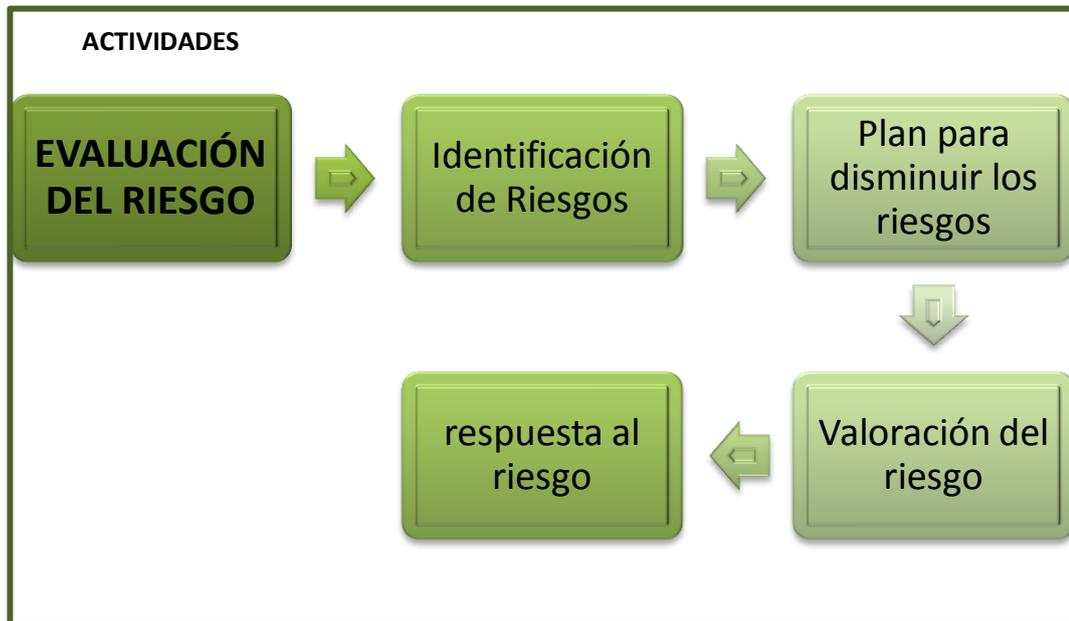 ACTIVIDADES
EVALUACIÓN
DEL RIESGO
Identificación
de Riesgos
Plan para
disminuir los
riesgos
Valoración del
riesgo
respuesta al
riesgo